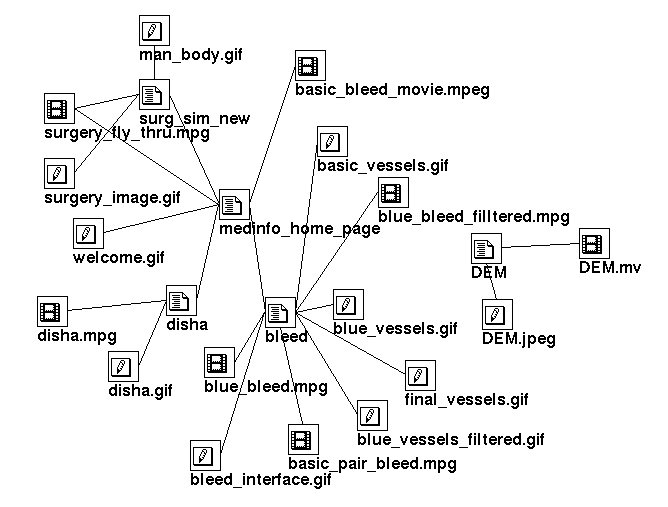 man_body.gif
basic_bleed_movie.mpeg
surg_sim_new
surgery_fly_thru.mpg
basic_vessels.gif
surgery_image.gif
blue_bleed_filltered.mpg
medinfo_home_page
welcome.gif
DEM
DEM.mv
disha
blue_vessels.gif
disha.mpg
bleed
DEM.jpeg
blue_bleed.mpg
disha.gif
final_vessels.gif
blue_vessels_filtered.gif
basic_pair_bleed.mpg
bleed_interface.gif